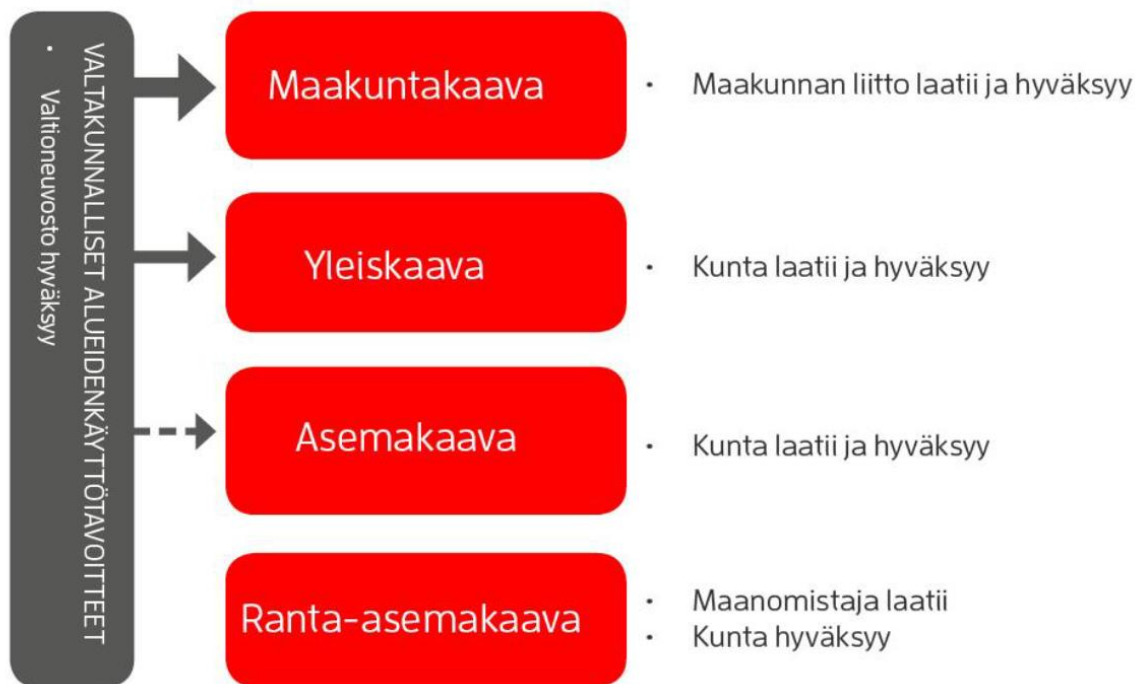 VALTAKUNNALLISET ALUEIDENKÄYTTÖTAVOITTEET
• Valtioneuvosto hyväksyy
Maakuntakaava
• Maakunnan liitto laatii ja hyväksyy
Yleiskaava
• Kunta laatii ja hyväksyy
Asemakaava
• Kunta laatii ja hyväksyy
Ranta-asemakaava
• Maanomistaja laatii
• Kunta hyväksyy